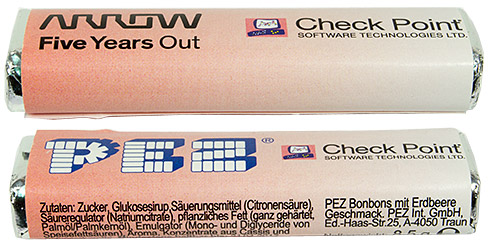 ARROW
Five Years Out
Check Point
SOFTWARE TECHNOLOGIES LTD.
PEZ®
Check Point
SOFTWARE TECHNOLOGIES LTD.
Zutaten: Zucker, Glukosesirup, Säuerungsmittel (Citronensäure),
Säureregulator (Natriumcitrate), pflanzliches Fett (ganz gehärtet,
Palmöl/Palmkernöl), Emulgator (Mono- und Diglyceride von
Speisefettsäuren), Aroma, Konzentrate aus Cassis und
PEZ Bonbons mit Erdbeere
Geschmack. PEZ Int. GmbH,
Ed.-Haas-Str.25, A-4050 Traun